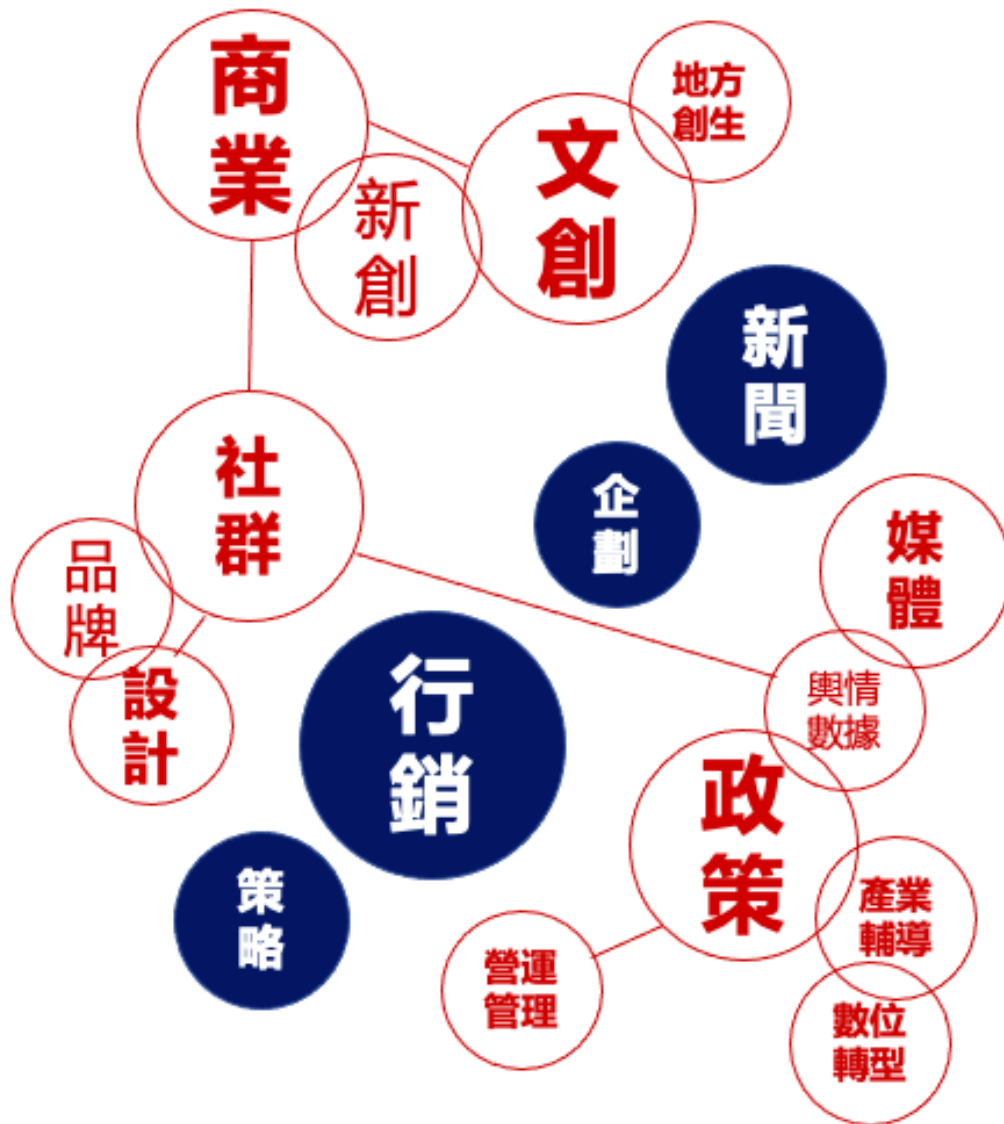 商業
新創
文創
地方
創生
新聞
企劃
社群
品牌
設計
行銷
策略
媒體
輿情
數據
政策
產業
輔導
數位
轉型
營運
管理